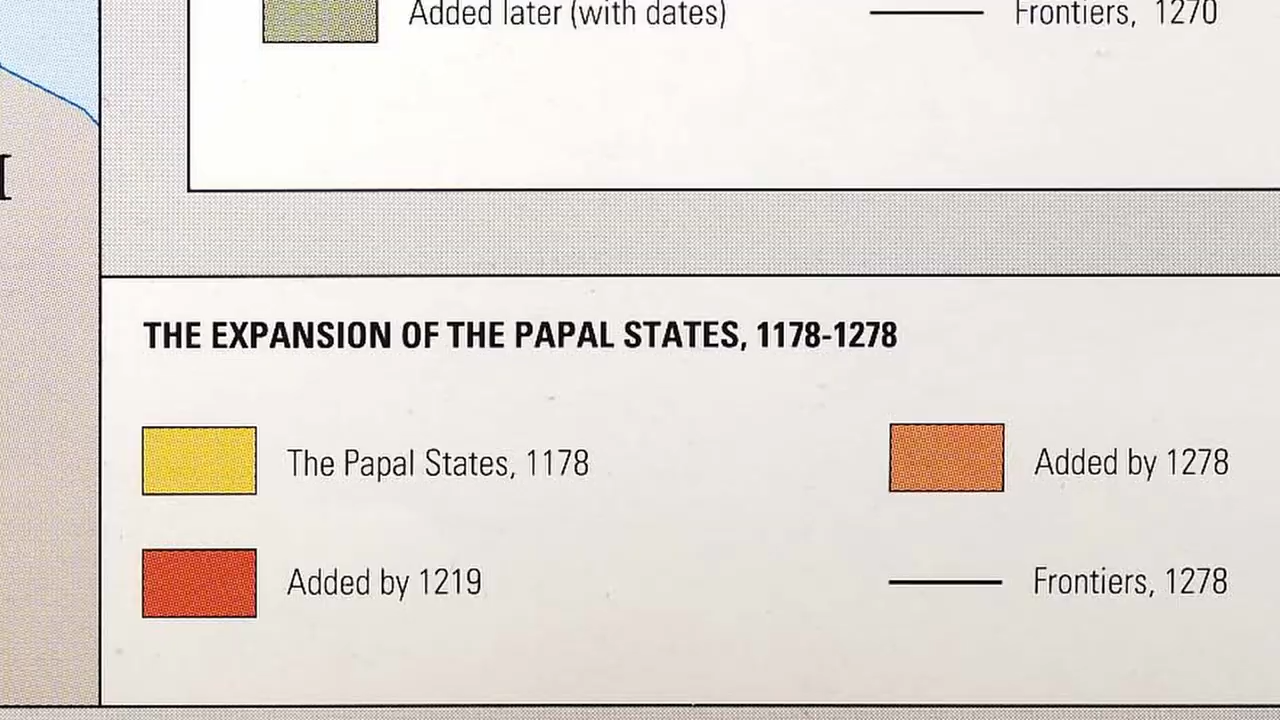 Added later (with dates)
Frontiers, 1270
THE EXPANSION OF THE PAPAL STATES, 1178-1278
The Papal States, 1178
Added by 1278
Added by 1219
Frontiers, 1278